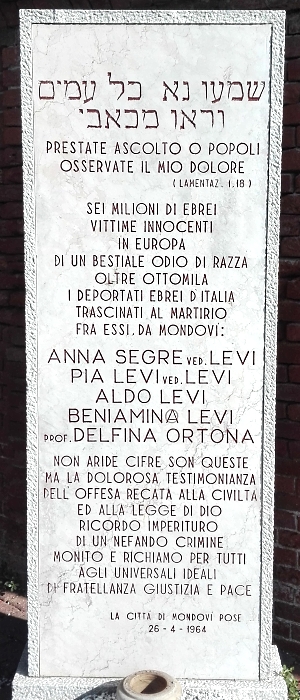 שמעו נא כל עמים
וראו מכאבי
PRESTATE ASCOLTO O POPOLI
OSSERVATE IL MIO DOLORE
( LAMENTAZ. 1.18 )
SEI MILIONI DI EBREI
VITTIME INNOCENTI
IN EUROPA
DI UN BESTIALE ODIO DI RAZZA
OLTRE OTTOMILA
I DEPORTATI EBREI D'ITALIA
TRASCINATI AL MARTIRIO
FRA ESSI. DA MONDOVÍ:
ANNA SEGRE VED. LEVI
PIA LEVI VED. LEVI
ALDO LEVI
BENIAMINA LEVI
PROF. DELFINA ORTONA
NON ARIDE CIFRE SON QUESTE
MA LA DOLOROSA TESTIMONIANZA
DELL'OFFESA RECATA ALLA CIVILTÀ
ED ALLA LEGGE DI DIO
RICORDO IMPERITURO
DI UN NEFANDO CRIMINE
MONITO E RICHIAMO PER TUTTI
AGLI UNIVERSALI IDEALI
DI FRATELLANZA GIUSTIZIA E PACE
LA CITTÀ DI MONDOVÍ POSE
26 - 4 - 1964